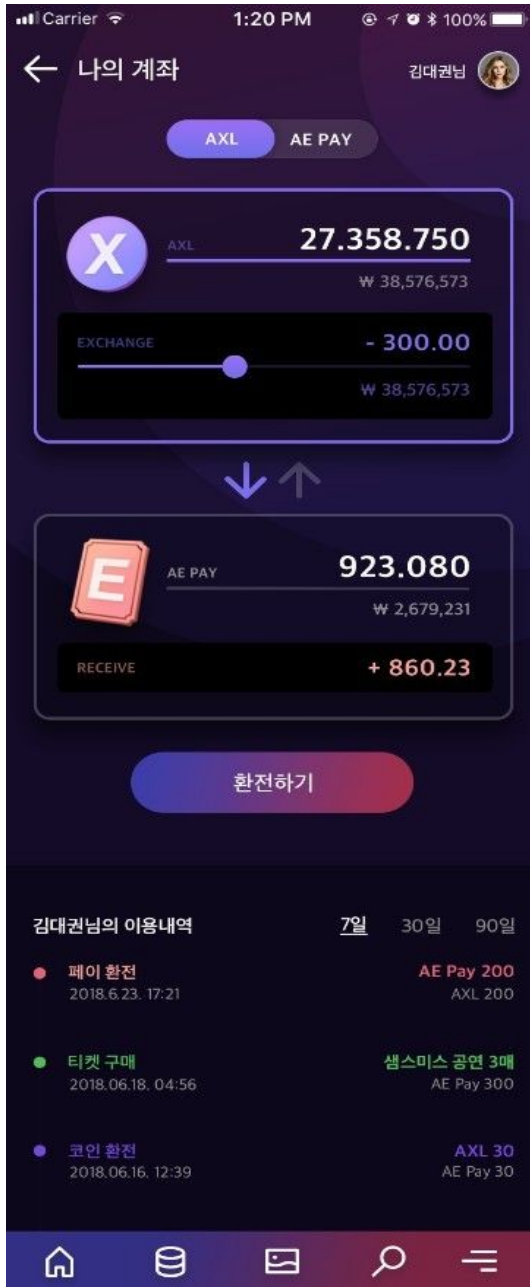 Carrier 1:20 PM 100%
나의 계좌 김대권님
AXL AE PAY
X AXL 27.358.750
₩ 38,576,573
EXCHANGE - 300.00
₩ 38,576,573
E AE PAY 923.080
₩ 2,679,231
RECEIVE + 860.23
환전하기
김대권님의 이용내역 7일 30일 90일
페이 환전 AE Pay 200
2018.6.23. 17:21 AXL 200
티켓 구매 샘스미스 공연 3매
2018.06.18. 04:56 AE Pay 300
코인 환전 AXL 30
2018.06.16. 12:39 AE Pay 30